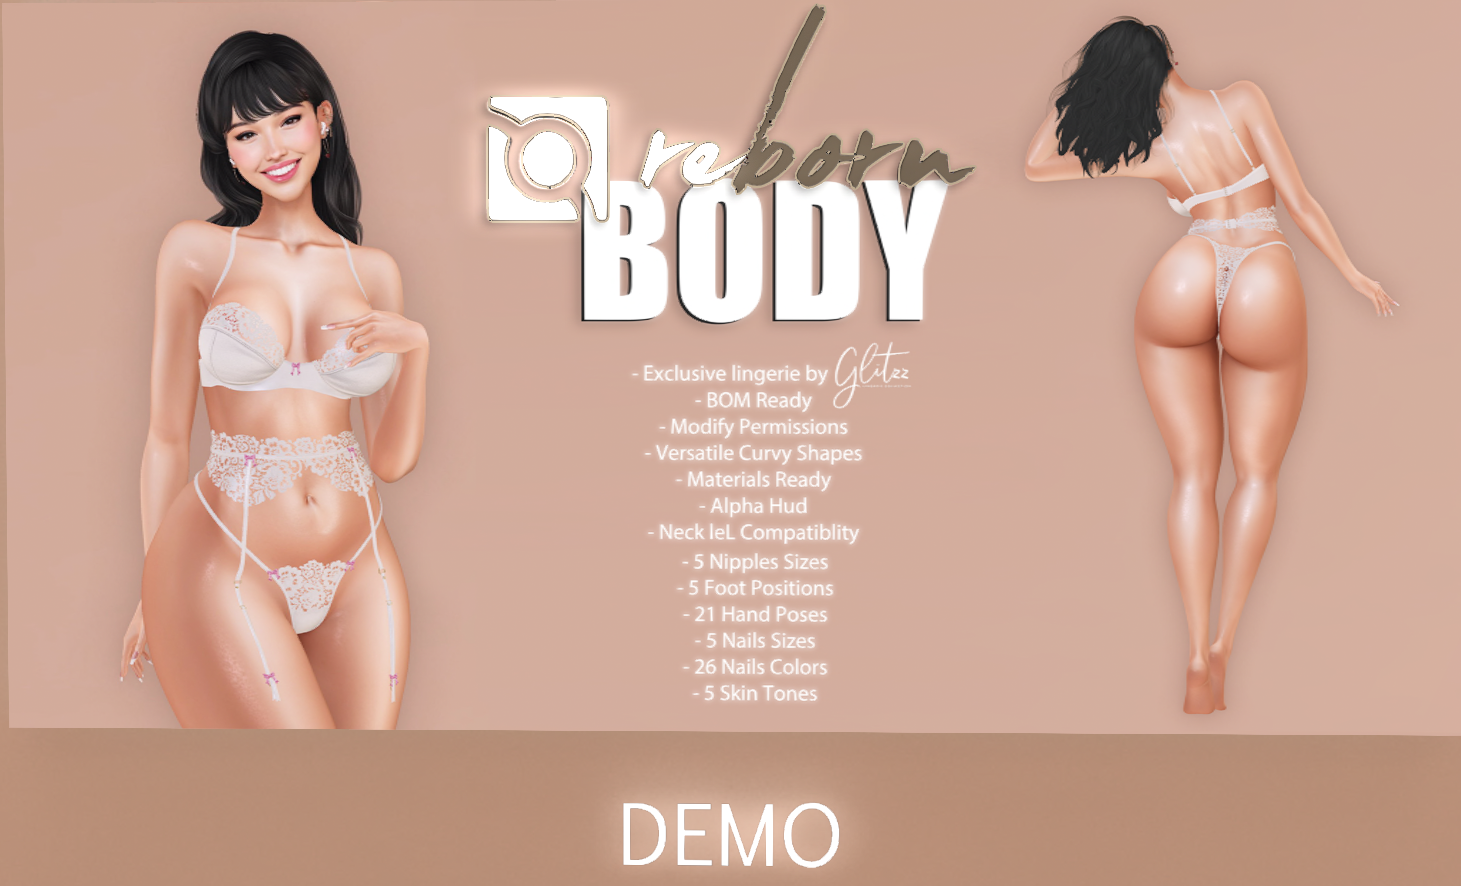 reborn
BODY
- Exclusive lingerie by Glitzz
- BOM Ready
- Modify Permissions
- Versatile Curvy Shapes
- Materials Ready
- Alpha Hud
- Neck leL Compatiblity
- 5 Nipples Sizes
- 5 Foot Positions
- 21 Hand Poses
- 5 Nails Sizes
- 26 Nails Colors
- 5 Skin Tones
DEMO